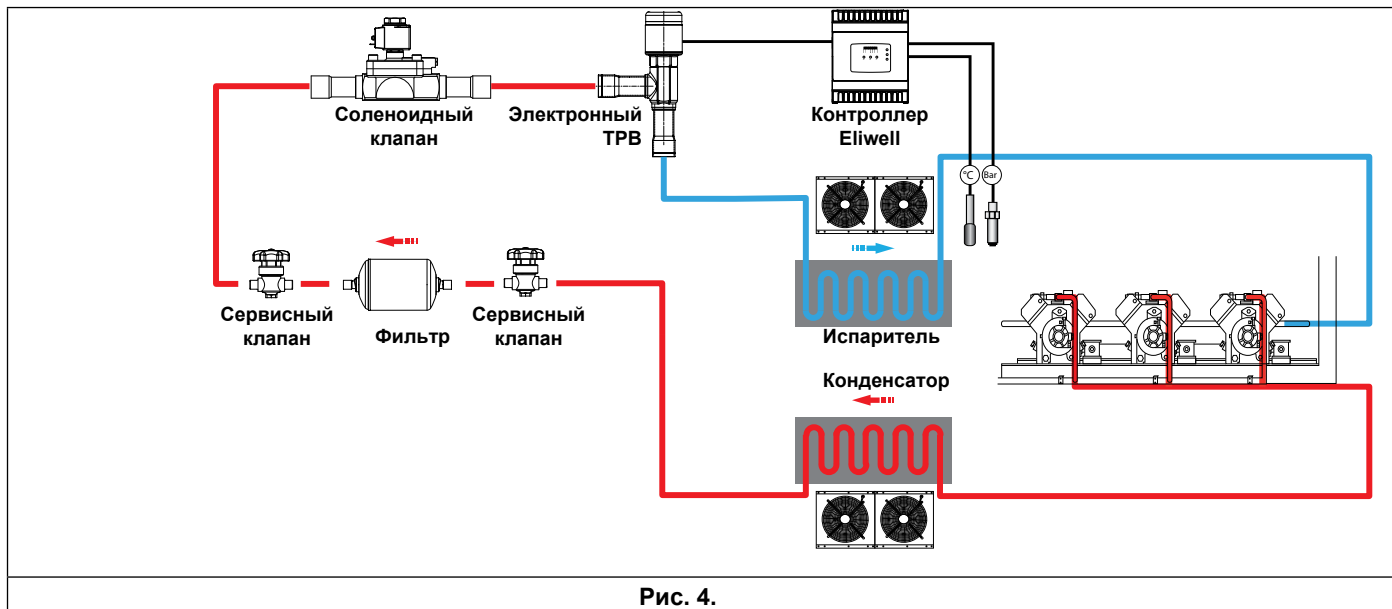 Соленоидный
клапан
Электронный
ТРВ
Контроллер
Eliwell
°C
Bar
Сервисный
клапан
Фильтр
Сервисный
клапан
Испаритель
Конденсатор
Рис. 4.